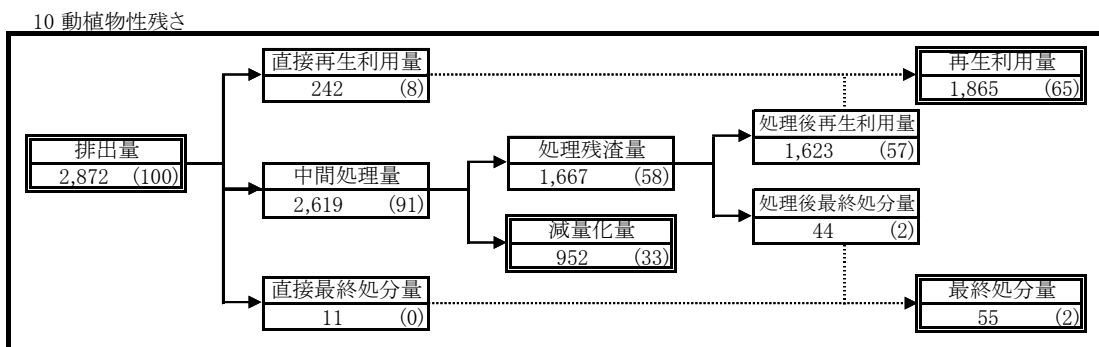 10 動植物性残さ
直接再生利用量
242 (8)
再生利用量
1,865 (65)
排出量
2,872 (100)
中間処理量
2,619 (91)
処理残渣量
1,667 (58)
処理後再生利用量
1,623 (57)
処理後最終処分量
44 (2)
減量化量
952 (33)
直接最終処分量
11 (0)
最終処分量
55 (2)